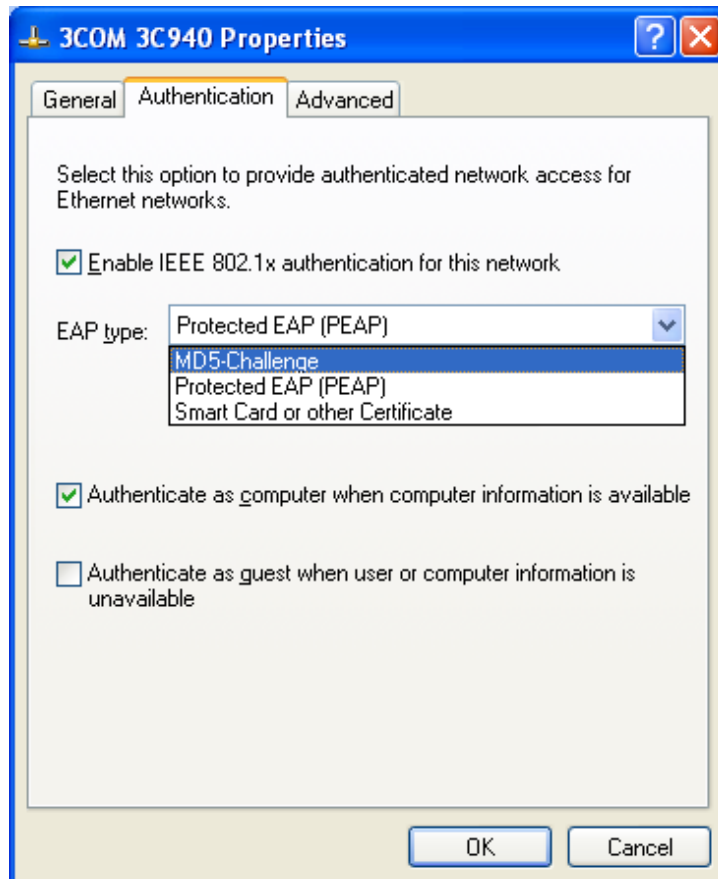 3COM 3C940 Properties
General Authentication Advanced
Select this option to provide authenticated network access for
Ethernet networks.
Enable IEEE 802.1x authentication for this network
EAP type: Protected EAP (PEAP)
MD5-Challenge
Protected EAP (PEAP)
Smart Card or other Certificate
Authenticate as computer when computer information is available
Authenticate as guest when user or computer information is
unavailable
OK Cancel